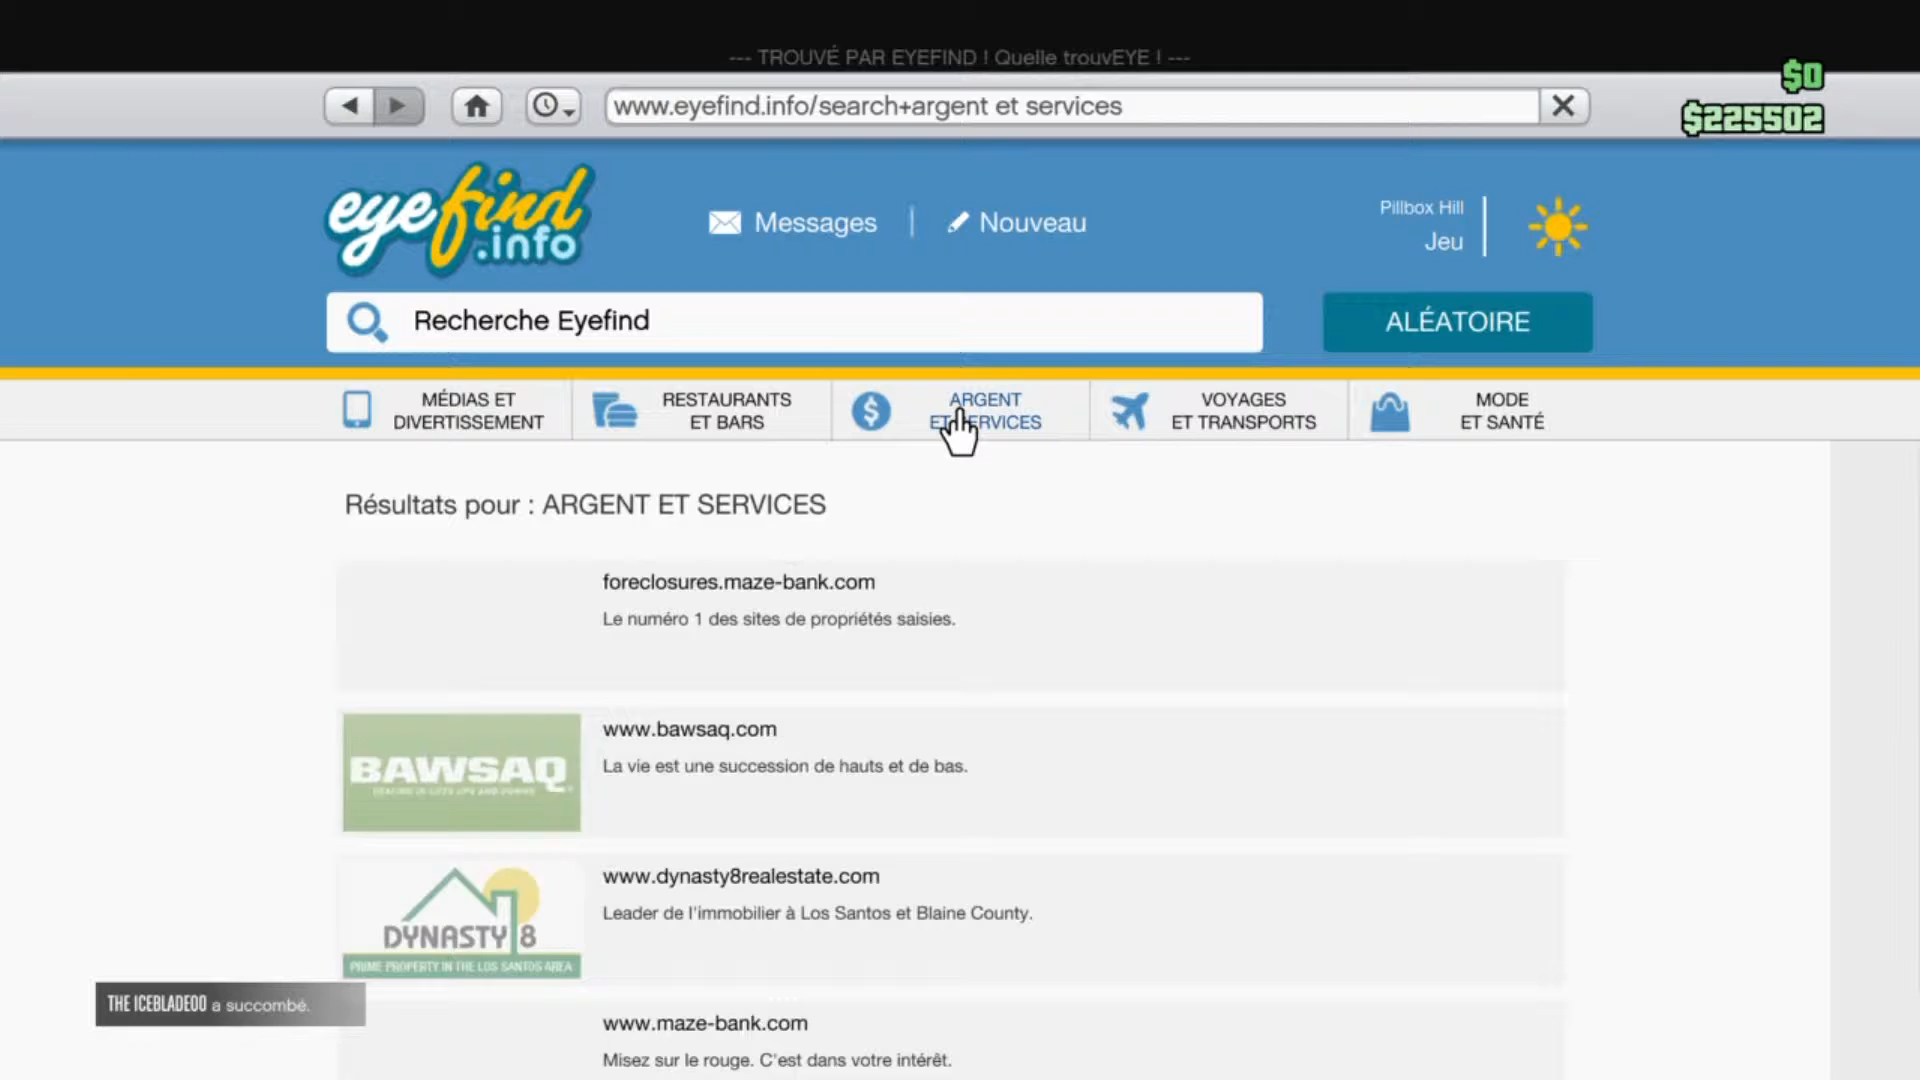 --- TROUVÉ PAR EYEFIND ! Quelle trouvEYE ! ---
$0
www.eyefind.info/search+argent et services
$225502
eyefind
.info
Messages
Nouveau
Pillbox Hill
Jeu
Recherche Eyefind
ALÉATOIRE
MÉDIAS ET
DIVERTISSEMENT
RESTAURANTS
ET BARS
ARGENT
ET SERVICES
VOYAGES
ET TRANSPORTS
MODE
ET SANTÉ
Résultats pour : ARGENT ET SERVICES
foreclosures.maze-bank.com
Le numéro 1 des sites de propriétés saisies.
BAWSAQ
www.bawsaq.com
La vie est une succession de hauts et de bas.
DYNASTY 8
PRIME PROPERTY IN THE LOS SANTOS AREA
www.dynasty8realestate.com
Leader de l'immobilier à Los Santos et Blaine County.
THE ICEBLADE00 a succombé.
www.maze-bank.com
Misez sur le rouge. C'est dans votre intérêt.